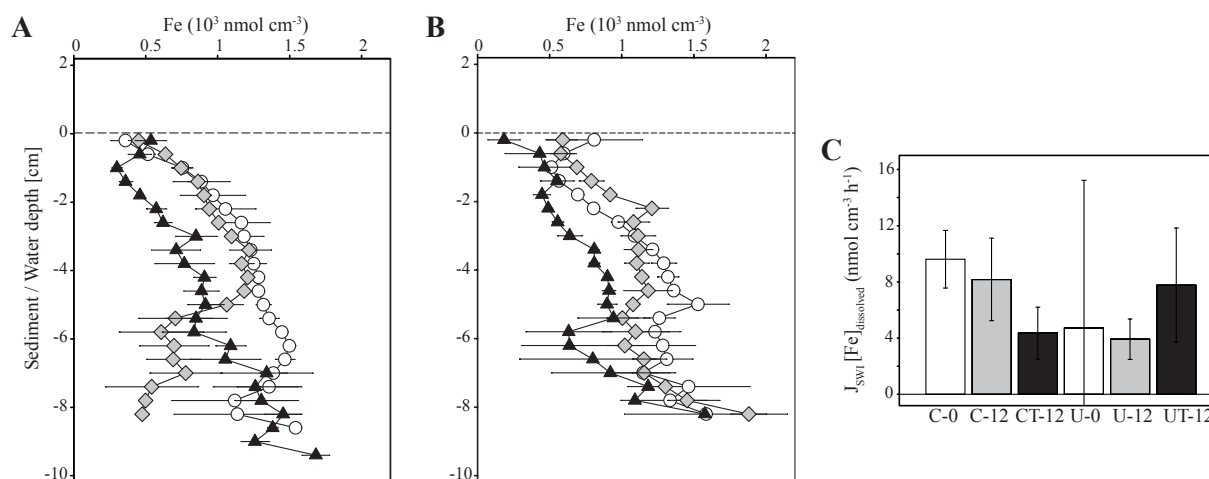 A
Fe (10³ nmol cm⁻³)
0.5 1 1.5 2
2
0
-2
-4
-6
-8
-10
Sediment / Water depth [cm]
B
Fe (10³ nmol cm⁻³)
0 0.5 1 1.5 2
2
0
-2
-4
-6
-8
-10
C
16
12
8
4
0
J_SWI [Fe]_dissolved (nmol cm⁻³ h⁻¹)
C-0 C-12 CT-12 U-0 U-12 UT-12